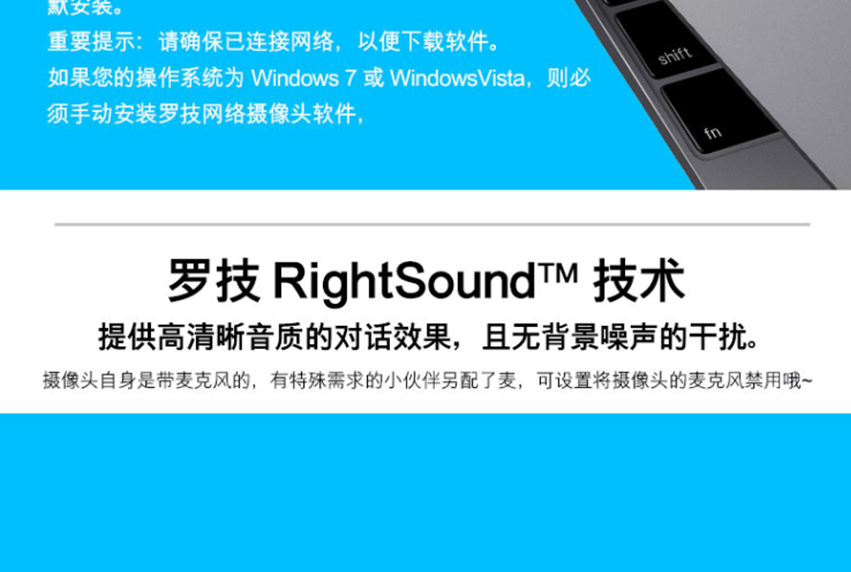 默安装。
重要提示：请确保已连接网络，以便下载软件。
如果您的操作系统为 Windows 7 或 WindowsVista，则必
须手动安装罗技网络摄像头软件，
shift
fn
罗技 RightSound™ 技术
提供高清晰音质的对话效果，且无背景噪声的干扰。
摄像头自身是带麦克风的，有特殊需求的小伙伴另配了麦，可设置将摄像头的麦克风禁用哦~